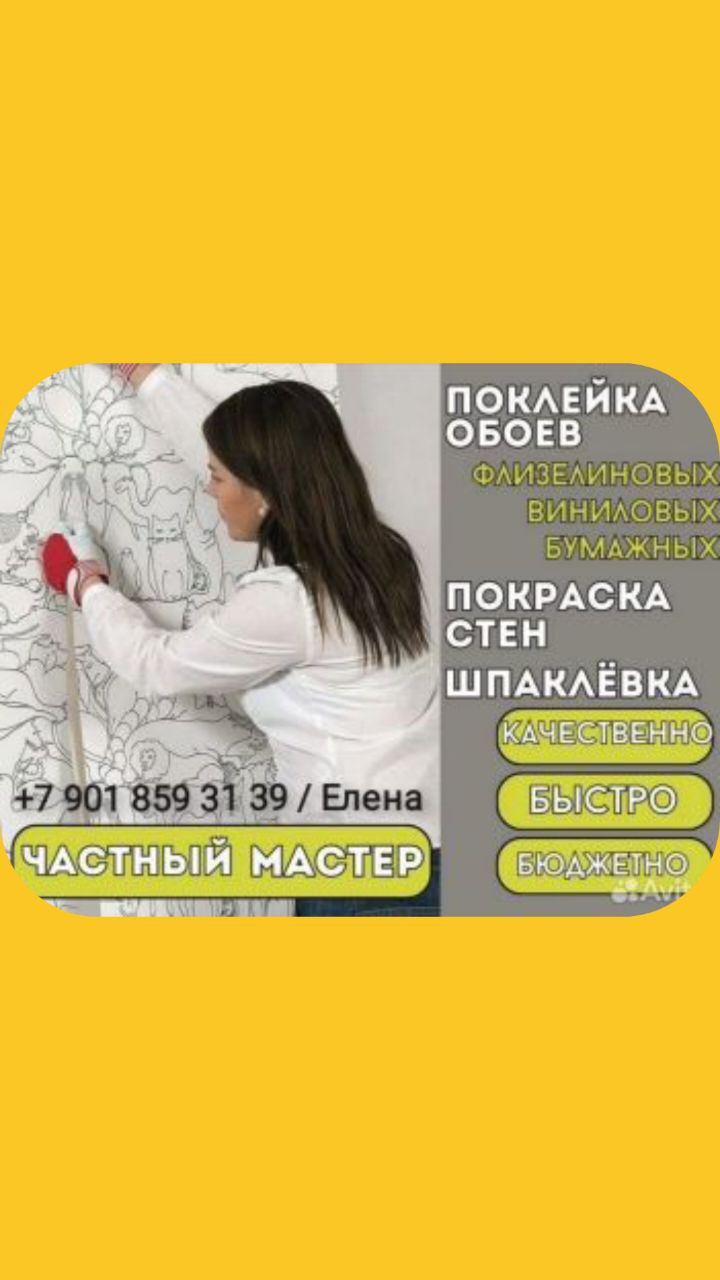 ПОКЛЕЙКА
ОБОЕВ
ФЛИЗЕЛИНОВЫХ
ВИНИЛОВЫХ
БУМАЖНЫХ
ПОКРАСКА
СТЕН
ШПАКЛЁВКА
КАЧЕСТВЕННО
БЫСТРО
БЮДЖЕТНО
+7 901 859 31 39 / Елена
ЧАСТНЫЙ МАСТЕР